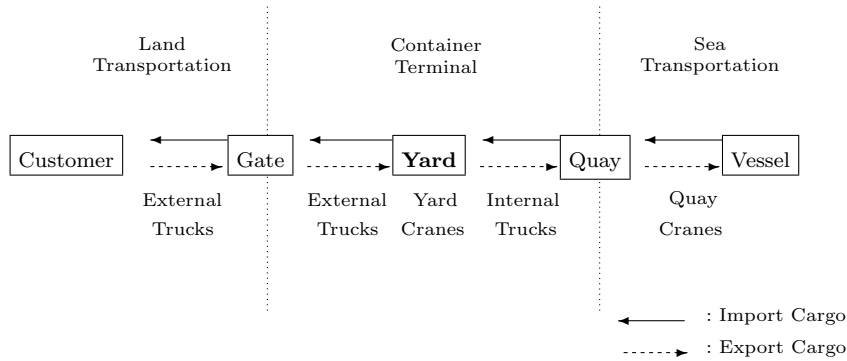 Land
Transportation
Container
Terminal
Sea
Transportation
Customer
Gate
Yard
Quay
Vessel
External
Trucks
External
Trucks
Yard
Cranes
Internal
Trucks
Quay
Cranes
: Import Cargo
: Export Cargo